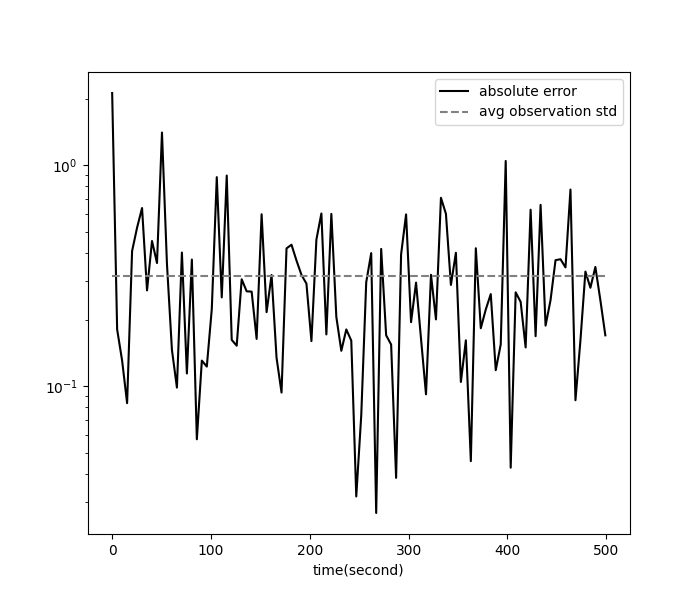 absolute error
avg observation std
10⁰
10⁻¹
0 100 200 300 400 500
time(second)